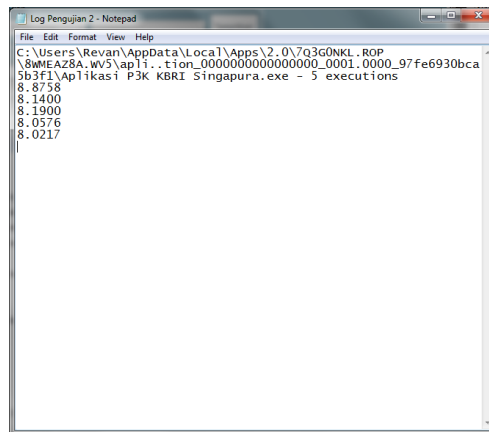 Log Pengujian 2 - Notepad
File Edit Format View Help
C:\Users\Revan\AppData\Local\Apps\2.0\7Q3G0NKL.ROP
\8WMEAZ8A.WV5\apli..tion_0000000000000000_0001.0000_97fe6930bca
5b3f1\Aplikasi P3K KBRI Singapura.exe - 5 executions
8.8758
8.1400
8.1900
8.0576
8.0217